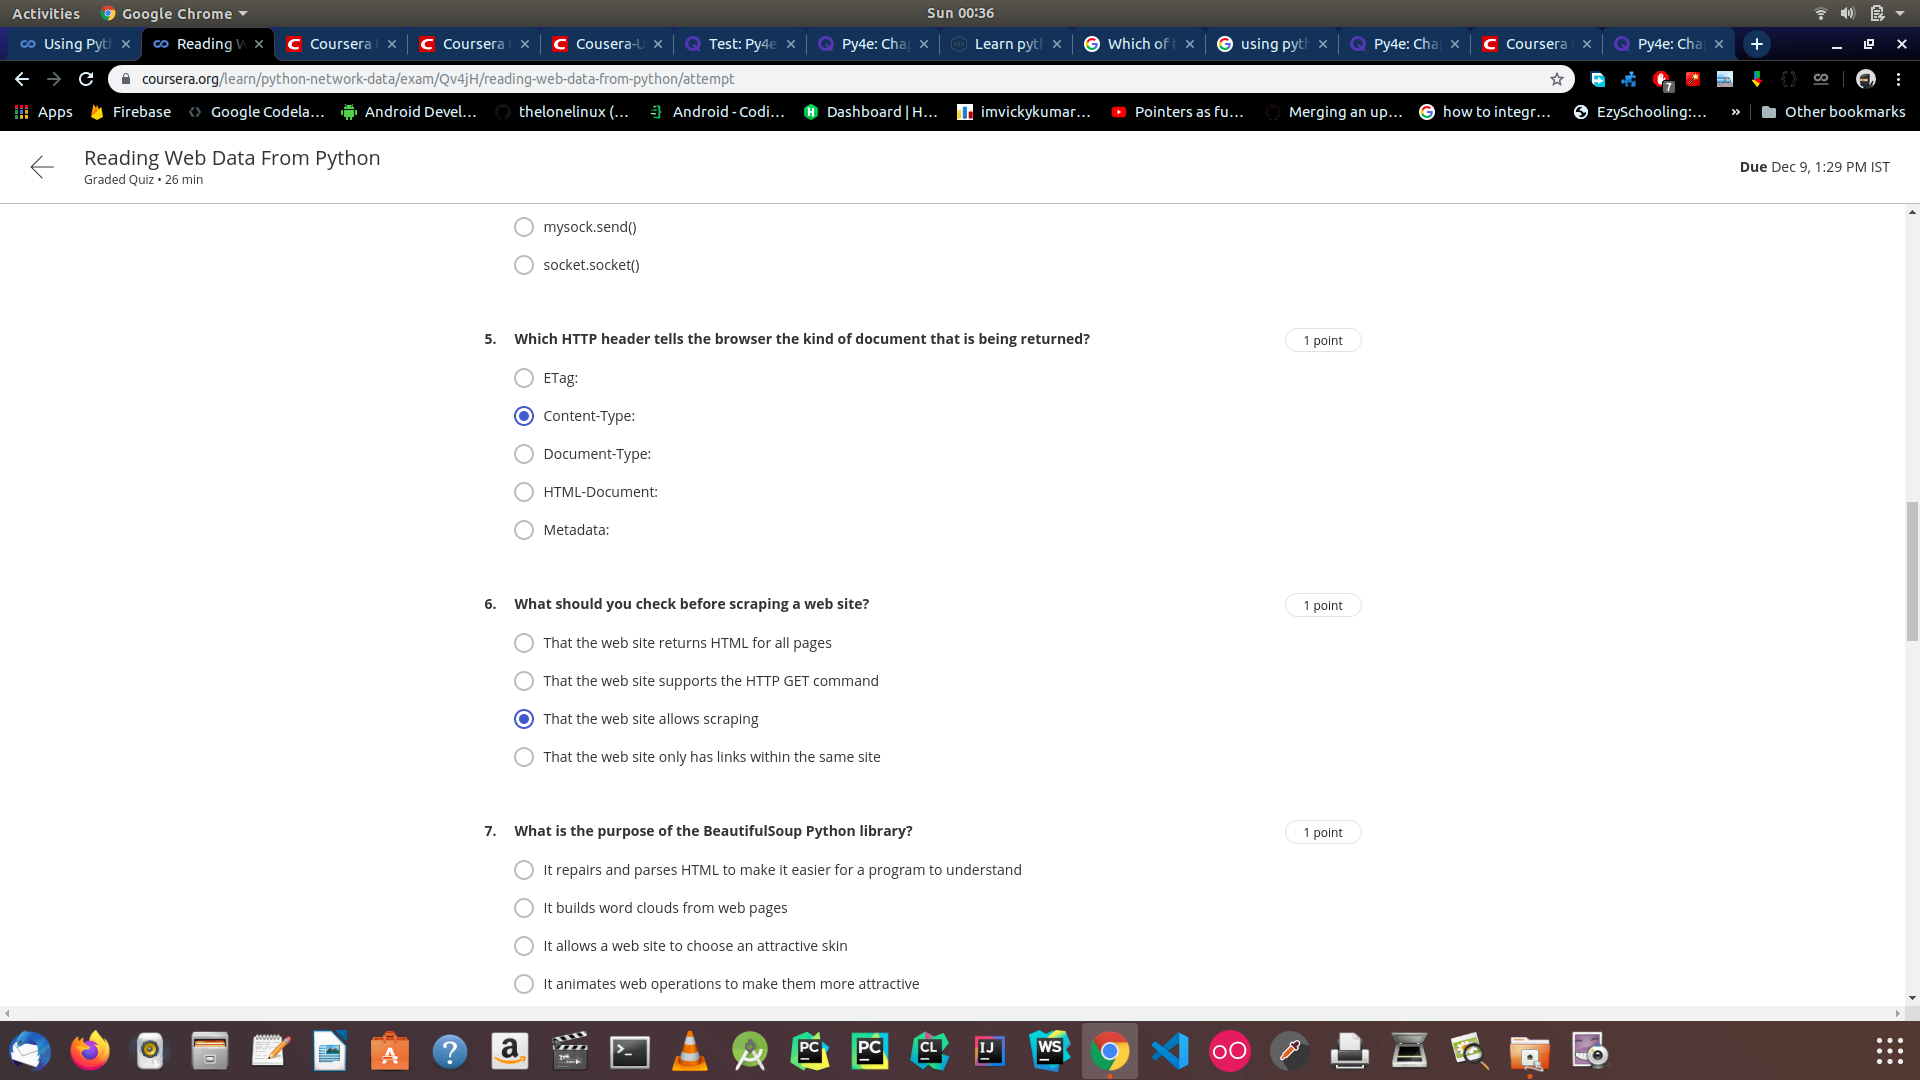 Activities
Google Chrome
Sun 00:36
Using Pyt
Reading W
Coursera
Coursera
Cousera-U
Test: Py4e
Py4e: Cha
Learn pyt
Which of
using pyt
Py4e: Cha
Coursera
Py4e: Cha
coursera.org/learn/python-network-data/exam/Qv4jH/reading-web-data-from-python/attempt
7
Apps
Firebase
Google Codela...
Android Devel...
thelonelinux (...
Android - Codi...
Dashboard | H...
imvickykumar...
Pointers as fu...
Merging an up...
how to integr...
EzySchooling:...
»
Other bookmarks
Reading Web Data From Python
Graded Quiz • 26 min
Due Dec 9, 1:29 PM IST
mysock.send()
socket.socket()
5. Which HTTP header tells the browser the kind of document that is being returned?
1 point
ETag:
Content-Type:
Document-Type:
HTML-Document:
Metadata:
6. What should you check before scraping a web site?
1 point
That the web site returns HTML for all pages
That the web site supports the HTTP GET command
That the web site allows scraping
That the web site only has links within the same site
7. What is the purpose of the BeautifulSoup Python library?
1 point
It repairs and parses HTML to make it easier for a program to understand
It builds word clouds from web pages
It allows a web site to choose an attractive skin
It animates web operations to make them more attractive